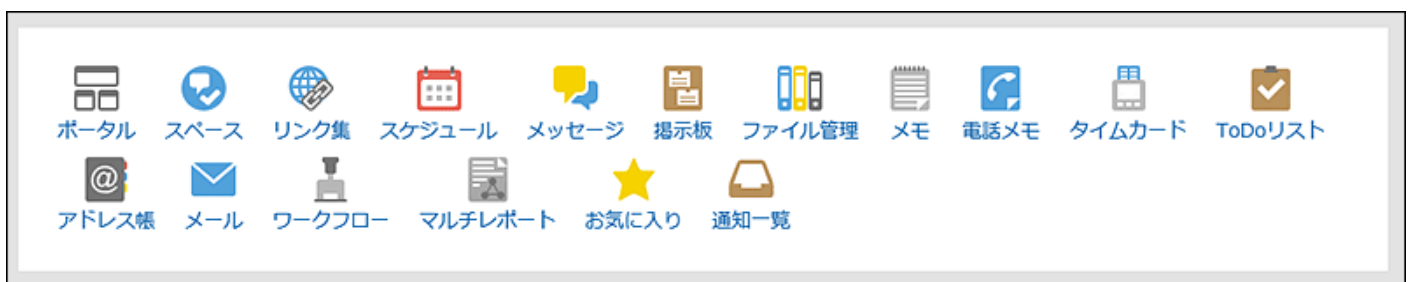 ポータル スペース リンク集 スケジュール メッセージ 掲示板 ファイル管理 メモ 電話メモ タイムカード ToDoリスト
アドレス帳 メール ワークフロー マルチレポート お気に入り 通知一覧